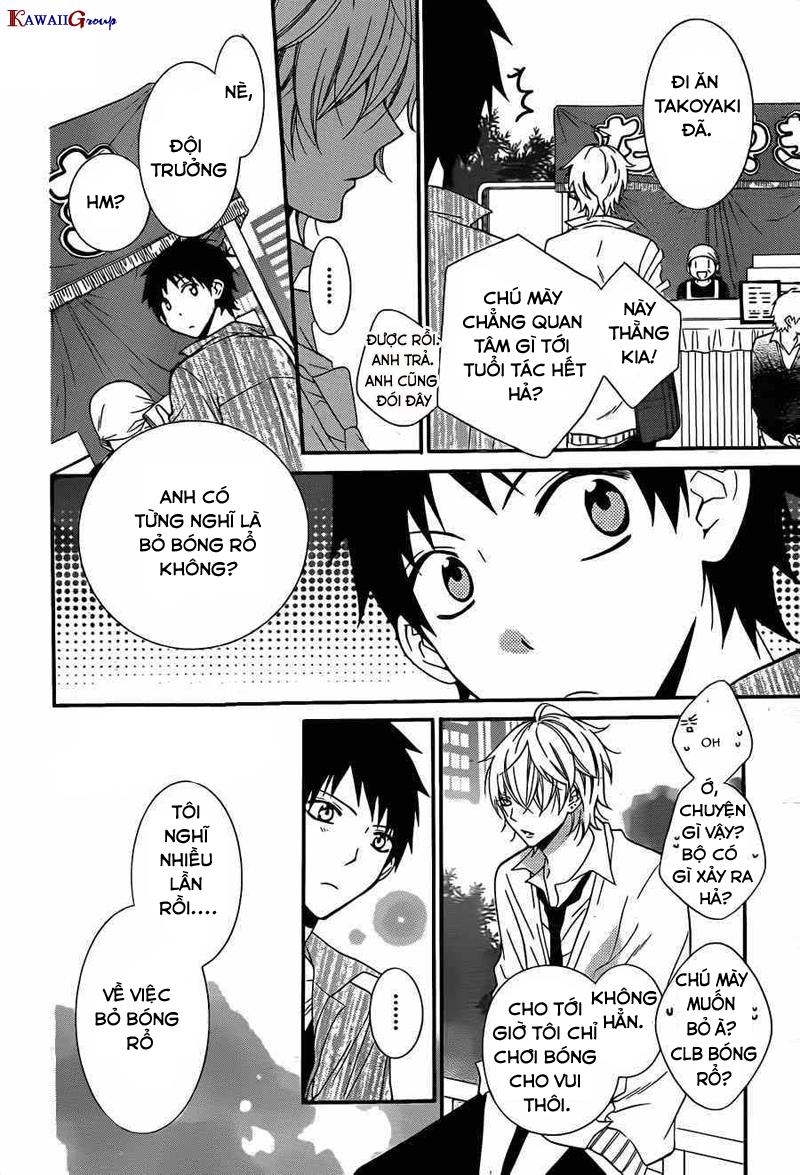 KAWAIIGroup
ĐI ĂN
TAKOYAKI
ĐÃ.
NÀY
THẰNG
KIA!
CHÚ MÀY
CHẲNG QUAN
TÂM GÌ TỚI
TUỔI TÁC HẾT
HẢ?
ĐƯỢC RỒI.
ANH TRẢ.
ANH CŨNG
ĐÓI ĐÂY
......
NÈ,
ĐỘI
TRƯỞNG
HM?
ANH CÓ
TỪNG NGHĨ LÀ
BỎ BÓNG RỔ
KHÔNG?
OH
Ớ,
CHUYỆN
GÌ VẬY?
BỘ CÓ
GÌ XẢY RA
HẢ?
CHÚ MÀY
MUỐN
BỎ À?
CLB BÓNG
RỔ?
KHÔNG
HẲN.
CHO TỚI
GIỜ TÔI CHỈ
CHƠI BÓNG
CHO VUI
THÔI.
......
TÔI
NGHĨ
NHIỀU
LẦN
RỒI....
VỀ VIỆC
BỎ BÓNG
RỔ